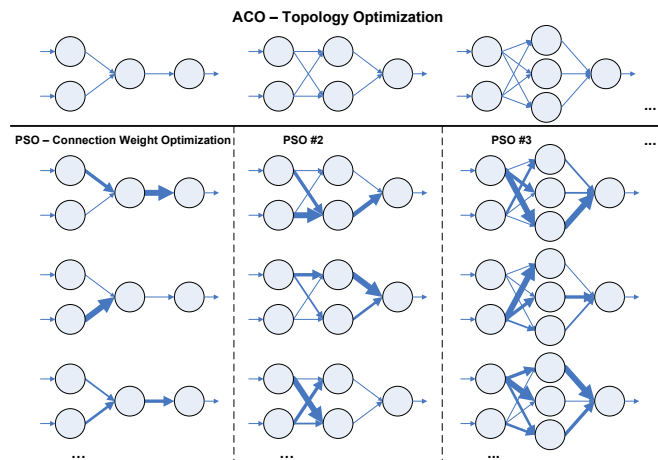 ACO – Topology Optimization
...
PSO – Connection Weight Optimization
PSO #2
PSO #3
...
...
...
...